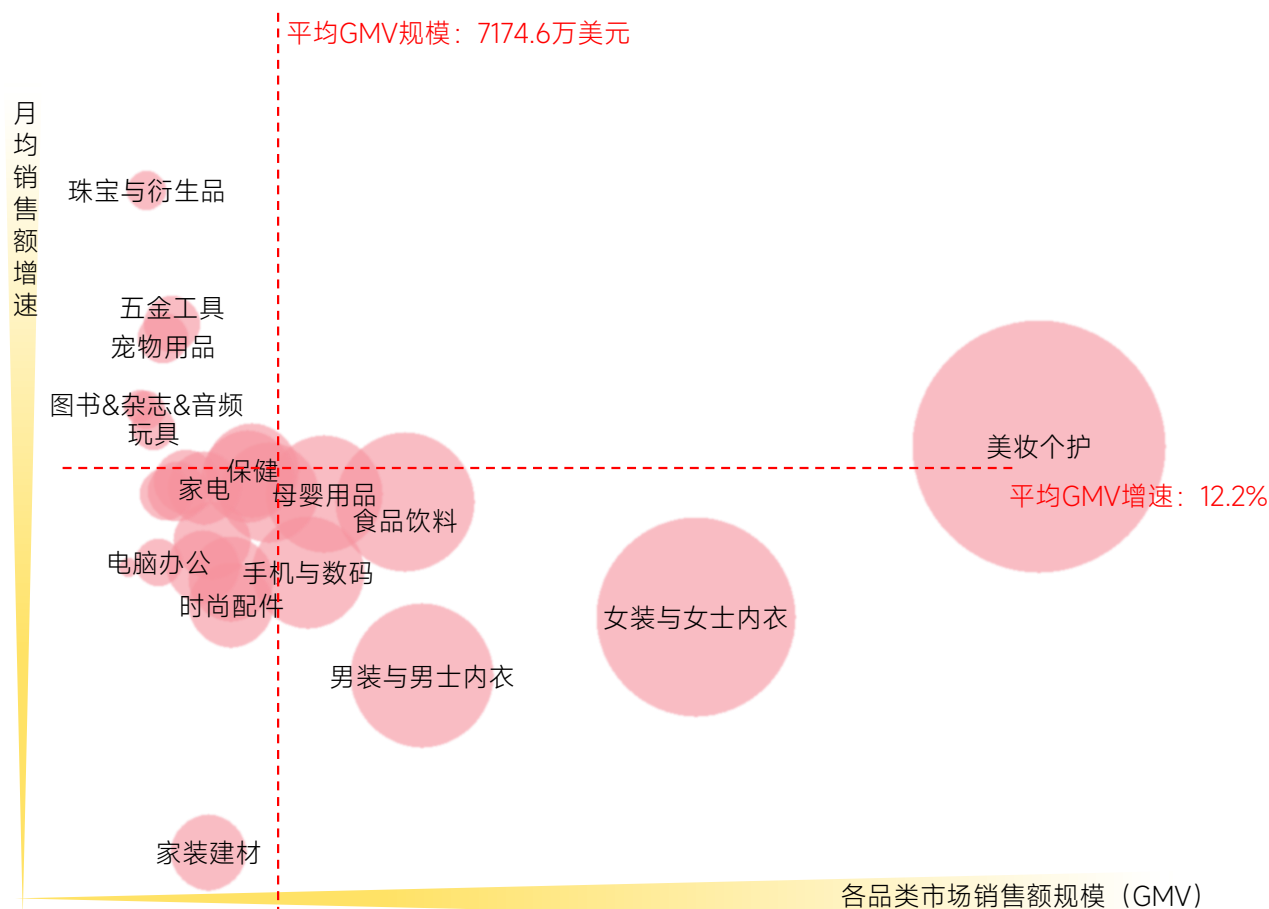 平均GMV规模：7174.6万美元
月均销售额增速
珠宝与衍生品
五金工具
宠物用品
图书&杂志&音频
玩具
美妆个护
保健
家电
母婴用品
平均GMV增速：12.2%
食品饮料
电脑办公
手机与数码
时尚配件
女装与女士内衣
男装与男士内衣
家装建材
各品类市场销售额规模（GMV）